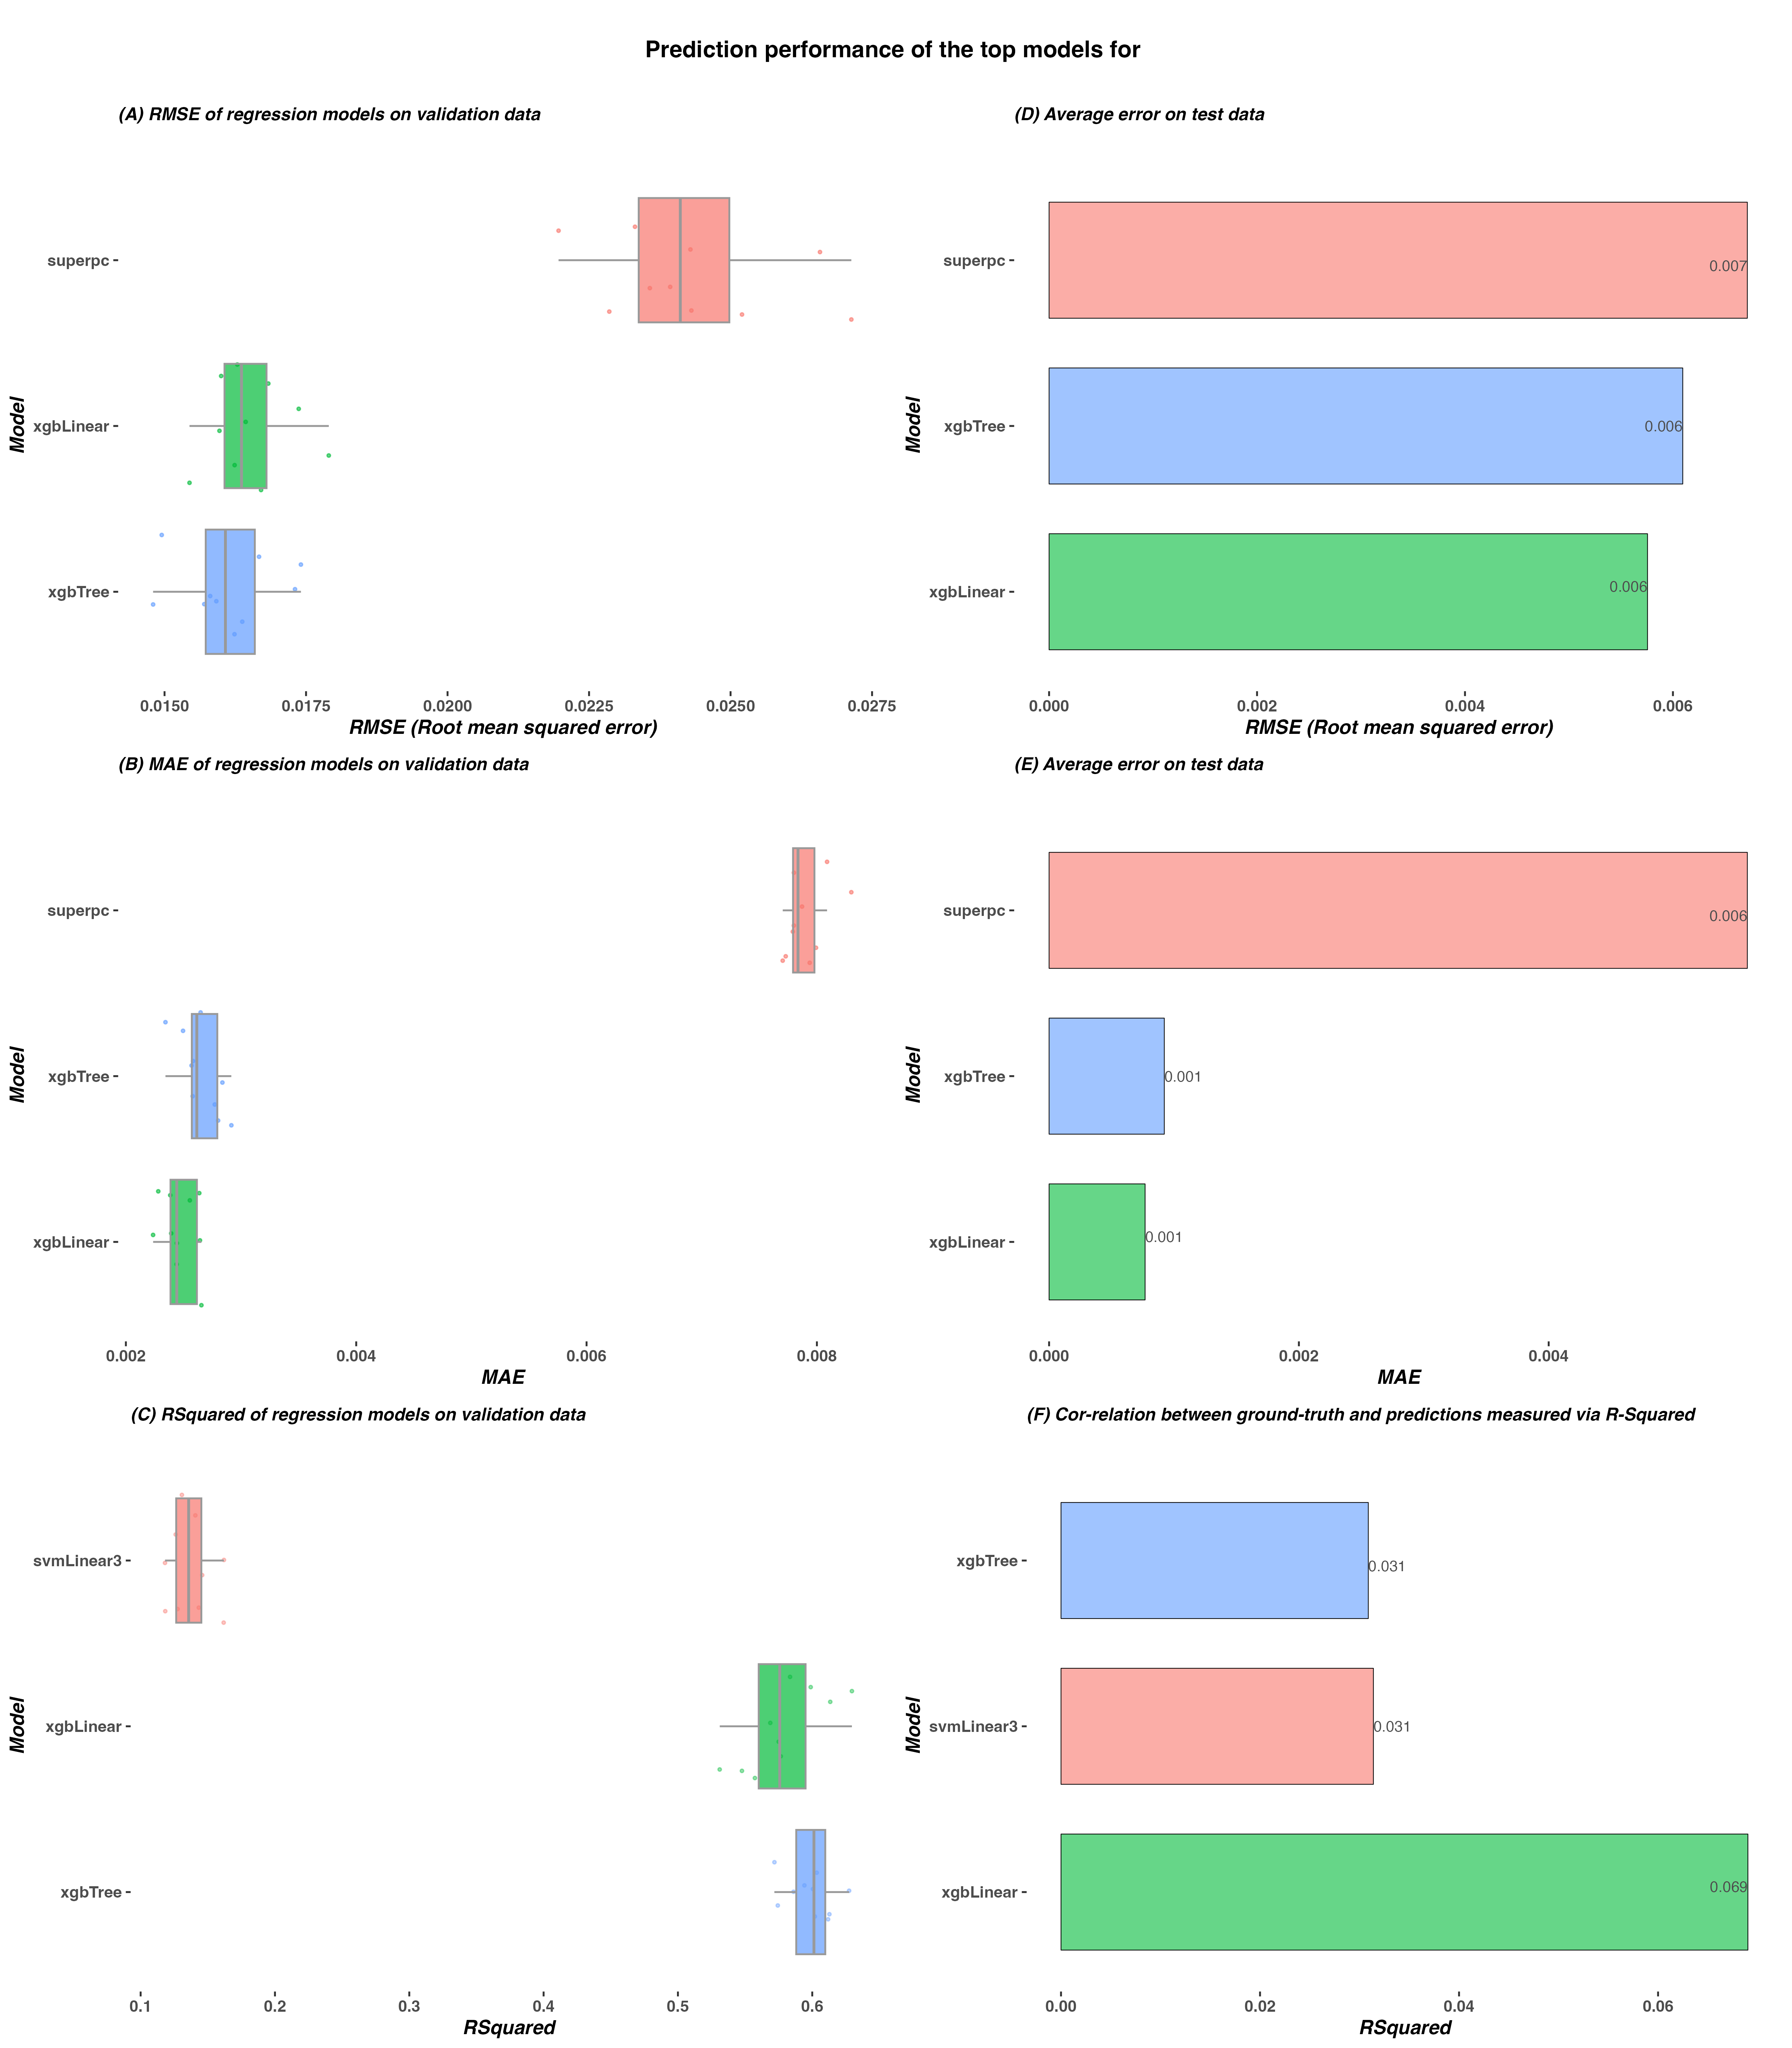 Prediction performance of the top models for
(A) RMSE of regression models on validation data
Model
superpc
xgbLinear
xgbTree
0.0150 0.0175 0.0200 0.0225 0.0250 0.0275
RMSE (Root mean squared error)
(D) Average error on test data
Model
superpc
0.007
xgbTree
0.006
xgbLinear
0.006
0.000 0.002 0.004 0.006
RMSE (Root mean squared error)
(B) MAE of regression models on validation data
Model
superpc
xgbTree
xgbLinear
0.002 0.004 0.006 0.008
MAE
(E) Average error on test data
Model
superpc
0.006
xgbTree
0.001
xgbLinear
0.001
0.000 0.002 0.004
MAE
(C) RSquared of regression models on validation data
Model
svmLinear3
xgbLinear
xgbTree
0.1 0.2 0.3 0.4 0.5 0.6
RSquared
(F) Cor-relation between ground-truth and predictions measured via R-Squared
Model
xgbTree
0.031
svmLinear3
0.031
xgbLinear
0.069
0.00 0.02 0.04 0.06
RSquared